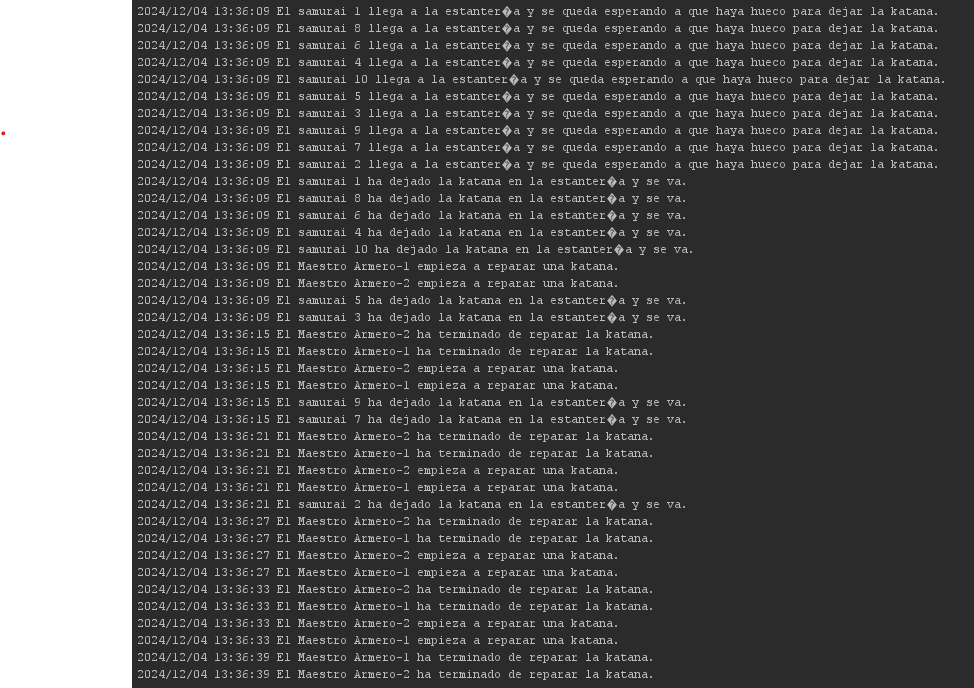 2024/12/04 13:36:09 El samurai 1 llega a la estanter�a y se queda esperando a que haya hueco para dejar la katana.
2024/12/04 13:36:09 El samurai 8 llega a la estanter�a y se queda esperando a que haya hueco para dejar la katana.
2024/12/04 13:36:09 El samurai 6 llega a la estanter�a y se queda esperando a que haya hueco para dejar la katana.
2024/12/04 13:36:09 El samurai 4 llega a la estanter�a y se queda esperando a que haya hueco para dejar la katana.
2024/12/04 13:36:09 El samurai 10 llega a la estanter�a y se queda esperando a que haya hueco para dejar la katana.
2024/12/04 13:36:09 El samurai 5 llega a la estanter�a y se queda esperando a que haya hueco para dejar la katana.
2024/12/04 13:36:09 El samurai 3 llega a la estanter�a y se queda esperando a que haya hueco para dejar la katana.
2024/12/04 13:36:09 El samurai 9 llega a la estanter�a y se queda esperando a que haya hueco para dejar la katana.
2024/12/04 13:36:09 El samurai 7 llega a la estanter�a y se queda esperando a que haya hueco para dejar la katana.
2024/12/04 13:36:09 El samurai 2 llega a la estanter�a y se queda esperando a que haya hueco para dejar la katana.
2024/12/04 13:36:09 El samurai 1 ha dejado la katana en la estanter�a y se va.
2024/12/04 13:36:09 El samurai 8 ha dejado la katana en la estanter�a y se va.
2024/12/04 13:36:09 El samurai 6 ha dejado la katana en la estanter�a y se va.
2024/12/04 13:36:09 El samurai 4 ha dejado la katana en la estanter�a y se va.
2024/12/04 13:36:09 El samurai 10 ha dejado la katana en la estanter�a y se va.
2024/12/04 13:36:09 El Maestro Armero-1 empieza a reparar una katana.
2024/12/04 13:36:09 El Maestro Armero-2 empieza a reparar una katana.
2024/12/04 13:36:09 El samurai 5 ha dejado la katana en la estanter�a y se va.
2024/12/04 13:36:09 El samurai 3 ha dejado la katana en la estanter�a y se va.
2024/12/04 13:36:15 El Maestro Armero-2 ha terminado de reparar la katana.
2024/12/04 13:36:15 El Maestro Armero-1 ha terminado de reparar la katana.
2024/12/04 13:36:15 El Maestro Armero-2 empieza a reparar una katana.
2024/12/04 13:36:15 El Maestro Armero-1 empieza a reparar una katana.
2024/12/04 13:36:15 El samurai 9 ha dejado la katana en la estanter�a y se va.
2024/12/04 13:36:15 El samurai 7 ha dejado la katana en la estanter�a y se va.
2024/12/04 13:36:21 El Maestro Armero-2 ha terminado de reparar la katana.
2024/12/04 13:36:21 El Maestro Armero-1 ha terminado de reparar la katana.
2024/12/04 13:36:21 El Maestro Armero-2 empieza a reparar una katana.
2024/12/04 13:36:21 El Maestro Armero-1 empieza a reparar una katana.
2024/12/04 13:36:21 El samurai 2 ha dejado la katana en la estanter�a y se va.
2024/12/04 13:36:27 El Maestro Armero-2 ha terminado de reparar la katana.
2024/12/04 13:36:27 El Maestro Armero-1 ha terminado de reparar la katana.
2024/12/04 13:36:27 El Maestro Armero-2 empieza a reparar una katana.
2024/12/04 13:36:27 El Maestro Armero-1 empieza a reparar una katana.
2024/12/04 13:36:33 El Maestro Armero-2 ha terminado de reparar la katana.
2024/12/04 13:36:33 El Maestro Armero-1 ha terminado de reparar la katana.
2024/12/04 13:36:33 El Maestro Armero-2 empieza a reparar una katana.
2024/12/04 13:36:33 El Maestro Armero-1 empieza a reparar una katana.
2024/12/04 13:36:39 El Maestro Armero-1 ha terminado de reparar la katana.
2024/12/04 13:36:39 El Maestro Armero-2 ha terminado de reparar la katana.